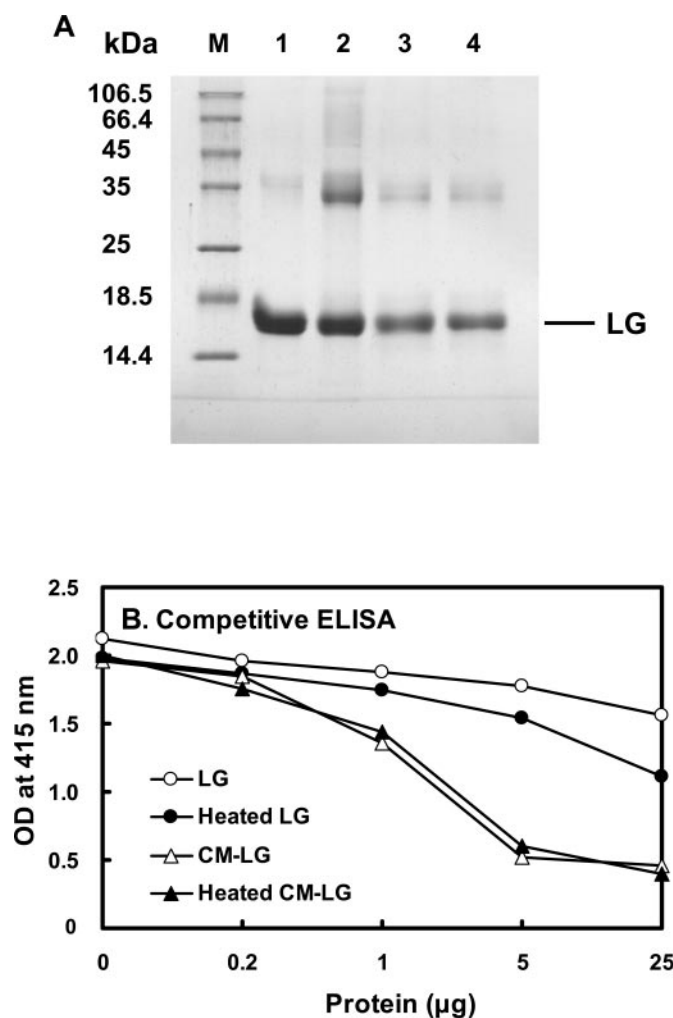 A
kDa M 1 2 3 4
106.5
66.4
45
35
25
18.5
LG
14.4
2.5
B. Competitive ELISA
2.0
1.5
1.0
0.5
0
OD at 415 nm
LG
Heated LG
CM-LG
Heated CM-LG
0 0.2 1 5 25
Protein (µg)